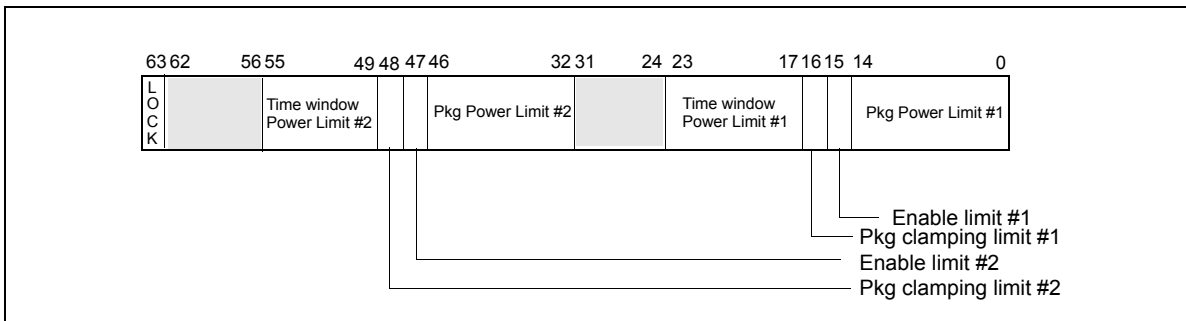 63 62 56 55 49 48 47 46 32 31 24 23 17 16 15 14 0
LOCK
Time window
Power Limit #2
Pkg Power Limit #2
Time window
Power Limit #1
Pkg Power Limit #1
Enable limit #1
Pkg clamping limit #1
Enable limit #2
Pkg clamping limit #2